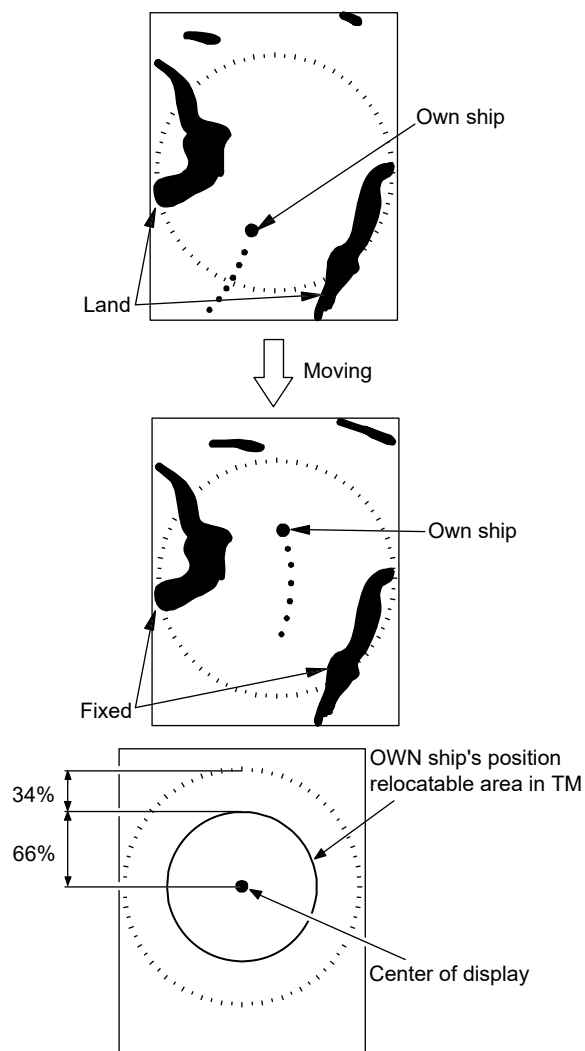 Own ship
Land
Moving
Own ship
Fixed
OWN ship's position
relocatable area in TM
34%
66%
Center of display